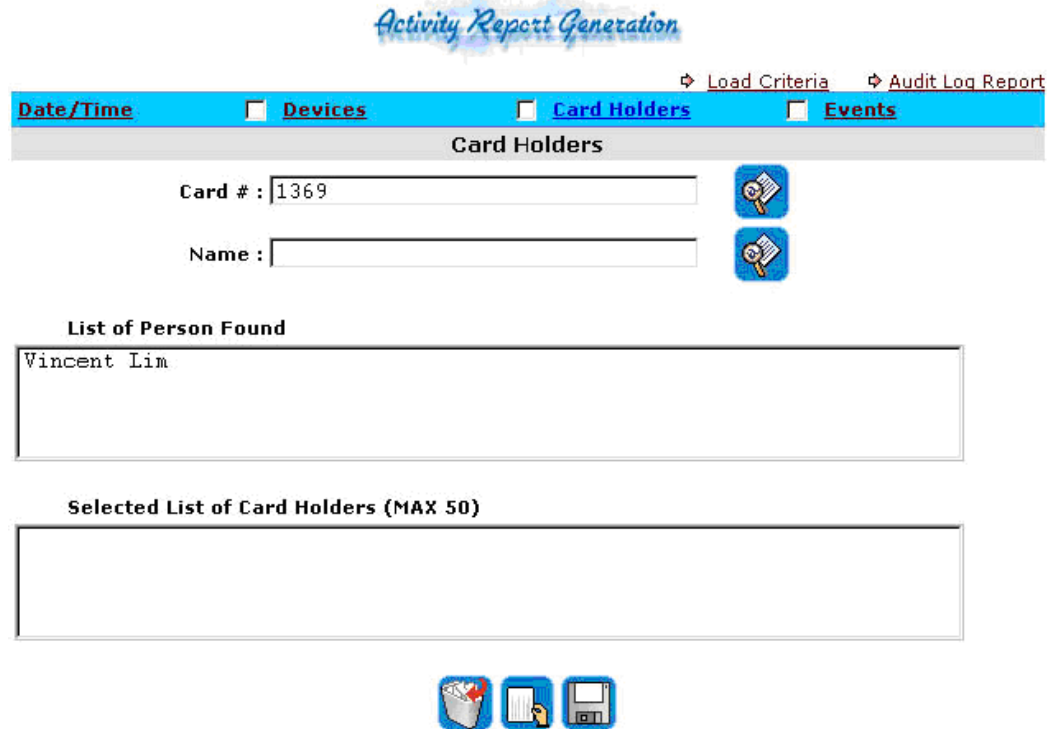 Activity Report Generation
Load Criteria Audit Log Report
Date/Time Devices Card Holders Events
Card Holders
Card # : 1369
Name :
List of Person Found
Vincent Lim
Selected List of Card Holders (MAX 50)